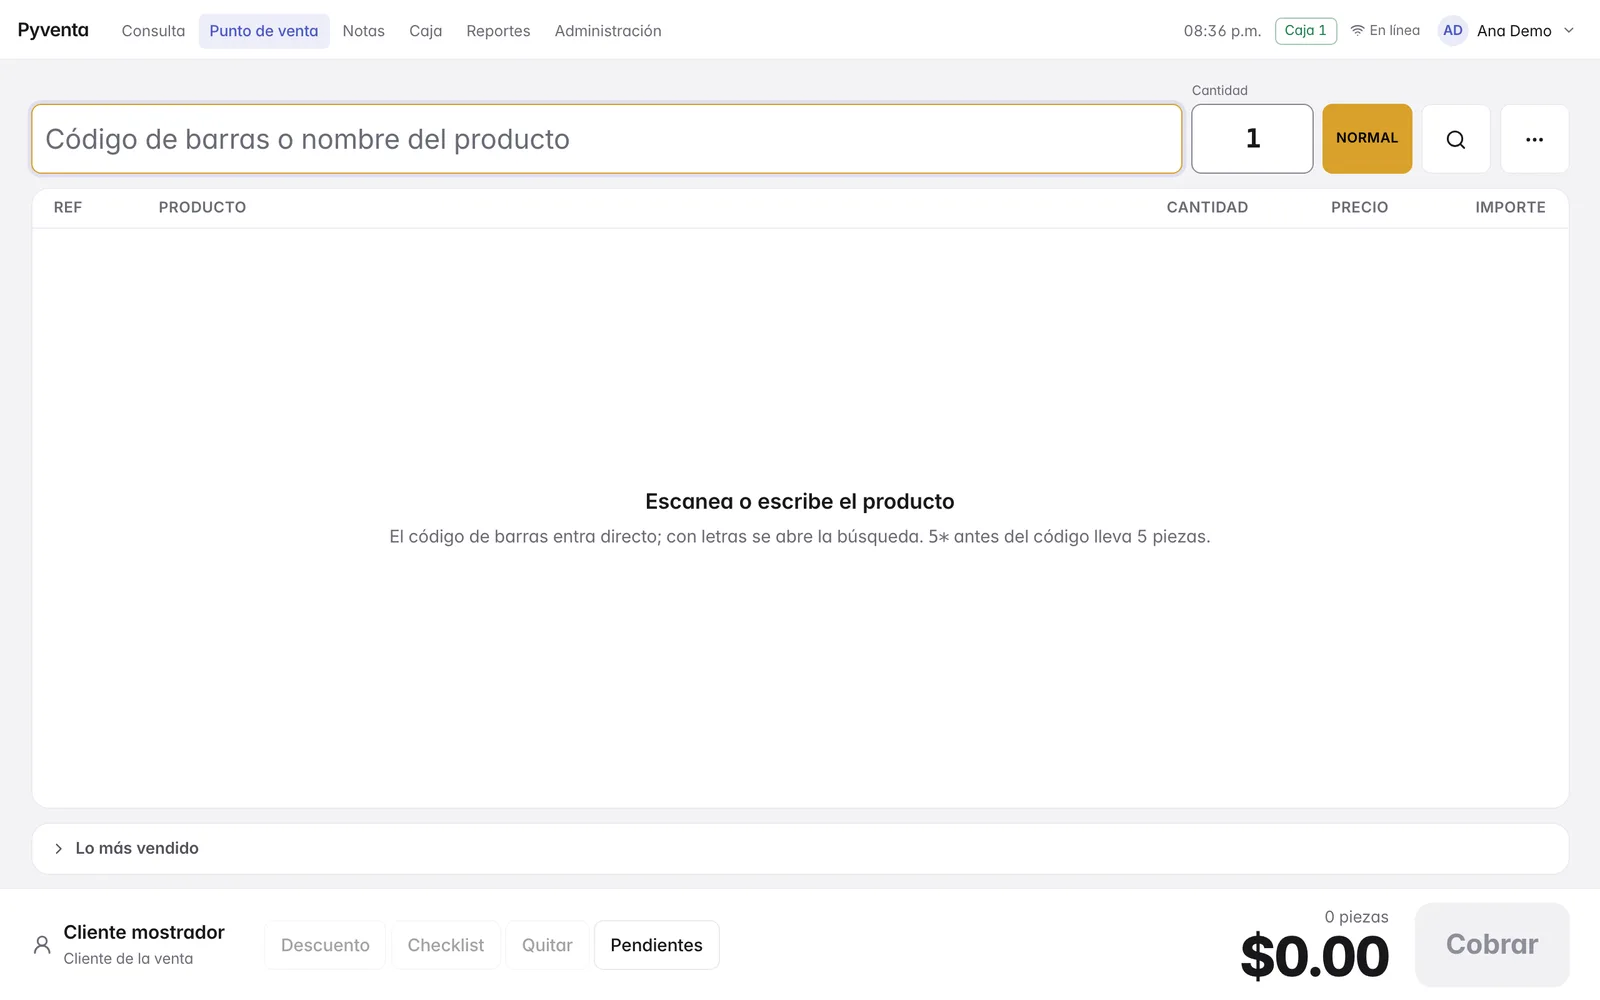 Pyventa
Consulta
Punto de venta
Notas
Caja
Reportes
Administración
08:36 p.m.
Caja 1
En línea
AD
Ana Demo
Cantidad
Código de barras o nombre del producto
1
NORMAL
REF
PRODUCTO
CANTIDAD
PRECIO
IMPORTE
Escanea o escribe el producto
El código de barras entra directo; con letras se abre la búsqueda. 5* antes del código lleva 5 piezas.
Lo más vendido
Cliente mostrador
Cliente de la venta
Descuento
Checklist
Quitar
Pendientes
0 piezas
$0.00
Cobrar